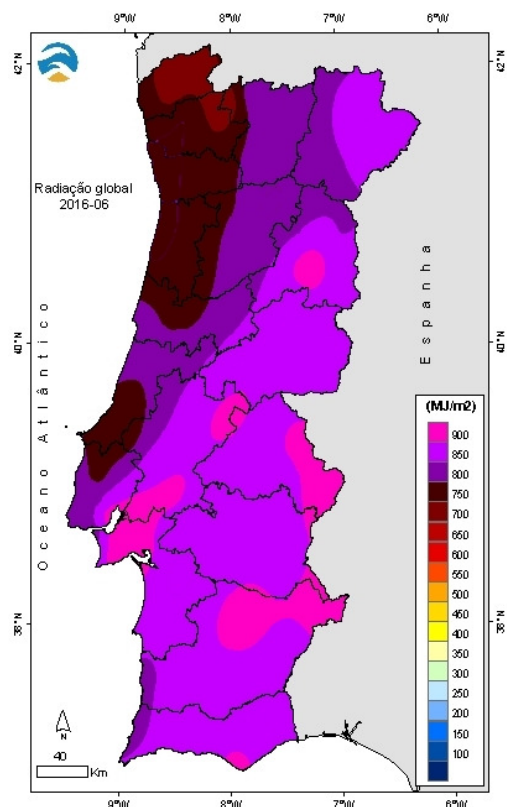 9°W 8°W 7°W 6°W
42°N
42°N
Radiação global
2016-06
Oceano Atlântico
Espanha
40°N
40°N
(MJ/m2)
900
850
800
750
700
650
600
550
500
450
400
350
300
250
200
150
100
38°N
38°N
N
40
Km
9°W 8°W 7°W 6°W